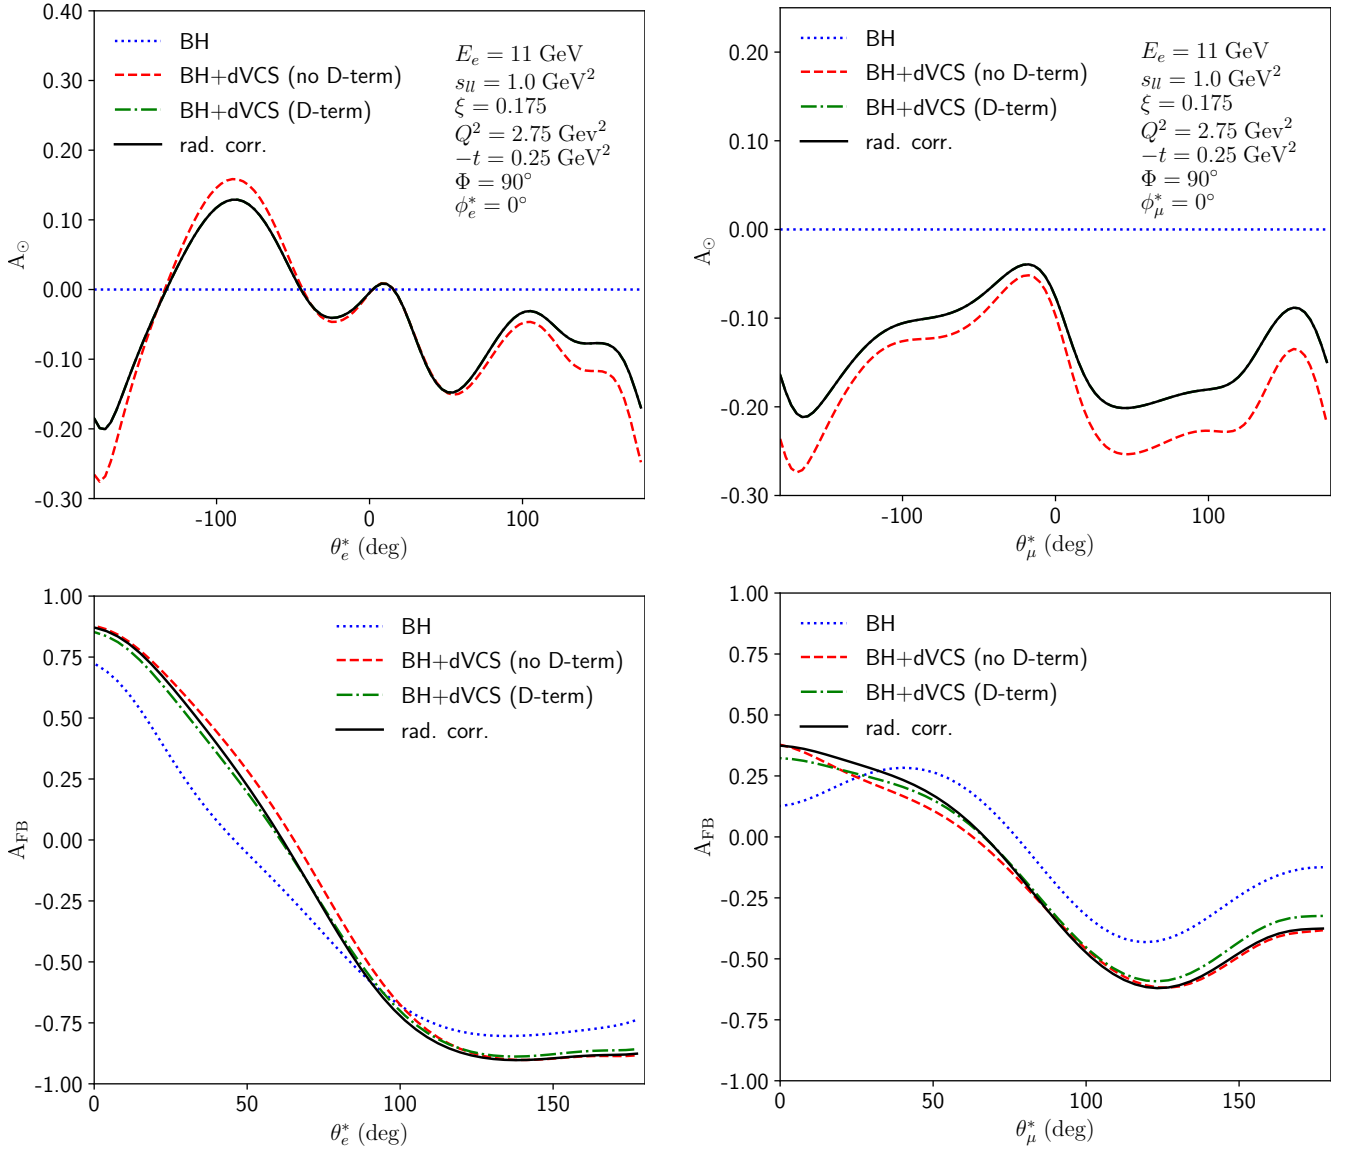 0.40
0.30
0.20
0.10
0.00
-0.10
-0.20
-0.30
A⊙
BH
BH+dVCS (no D-term)
BH+dVCS (D-term)
rad. corr.
E_e = 11 GeV
s_ll = 1.0 GeV²
ξ = 0.175
Q² = 2.75 Gev²
−t = 0.25 GeV²
Φ = 90°
ϕ*_e = 0°
-100 0 100
θ*_e (deg)
0.20
0.10
0.00
-0.10
-0.20
-0.30
A⊙
BH
BH+dVCS (no D-term)
BH+dVCS (D-term)
rad. corr.
E_e = 11 GeV
s_ll = 1.0 GeV²
ξ = 0.175
Q² = 2.75 Gev²
−t = 0.25 GeV²
Φ = 90°
ϕ*_μ = 0°
-100 0 100
θ*_μ (deg)
1.00
0.75
0.50
0.25
0.00
-0.25
-0.50
-0.75
-1.00
A_FB
BH
BH+dVCS (no D-term)
BH+dVCS (D-term)
rad. corr.
0 50 100 150
θ*_e (deg)
1.00
0.75
0.50
0.25
0.00
-0.25
-0.50
-0.75
-1.00
A_FB
BH
BH+dVCS (no D-term)
BH+dVCS (D-term)
rad. corr.
0 50 100 150
θ*_μ (deg)